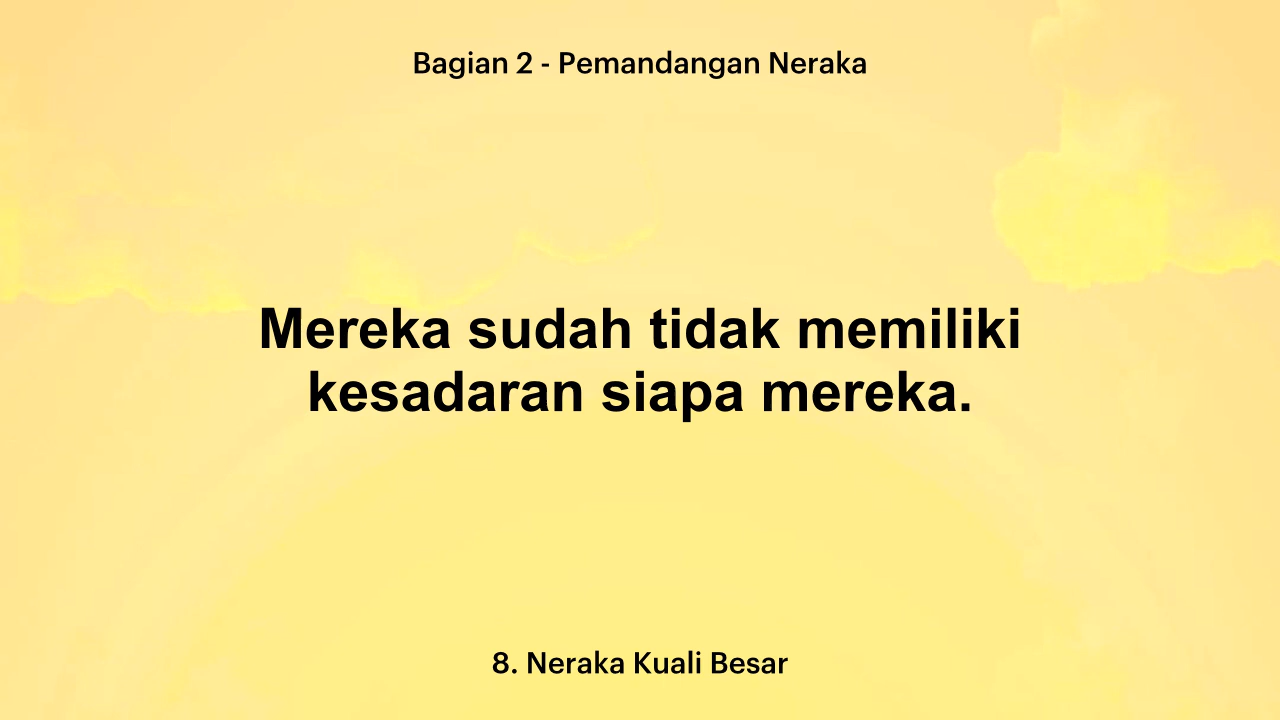 Bagian 2 - Pemandangan Neraka
Mereka sudah tidak memiliki
kesadaran siapa mereka.
8. Neraka Kuali Besar